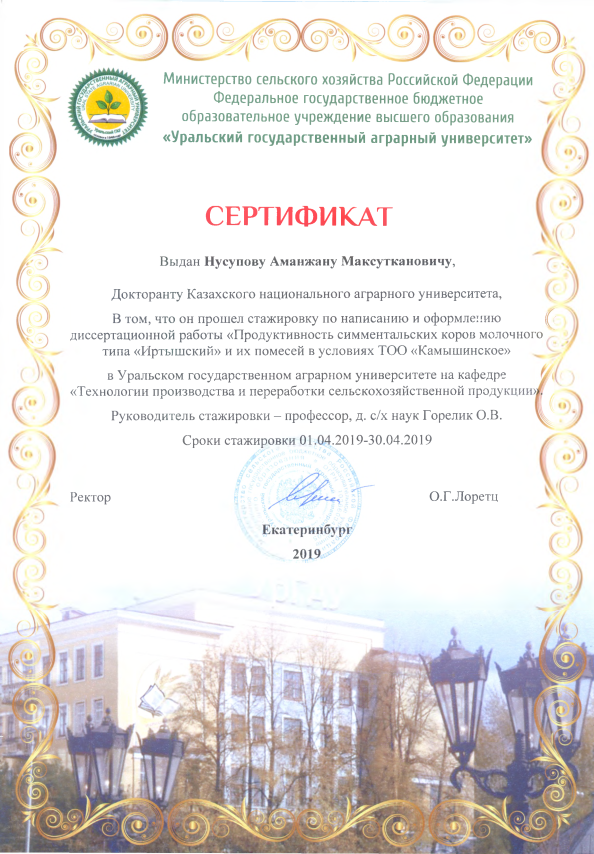 Министерство сельского хозяйства Российской Федерации
Федеральное государственное бюджетное
образовательное учреждение высшего образования
«Уральский государственный аграрный университет»
СЕРТИФИКАТ
Выдан Нусупову Аманжану Максуткановичу,
Докторанту Казахского национального аграрного университета,
В том, что он прошел стажировку по написанию и оформлению
диссертационной работы «Продуктивность симментальских коров молочного
типа «Иртышский» и их помесей в условиях ТОО «Камышинское»
в Уральском государственном аграрном университете на кафедре
«Технологии производства и переработки сельскохозяйственной продукции».
Руководитель стажировки – профессор, д. с/х наук Горелик О.В.
Сроки стажировки 01.04.2019-30.04.2019
Ректор
О.Г.Лоретц
Екатеринбург
2019